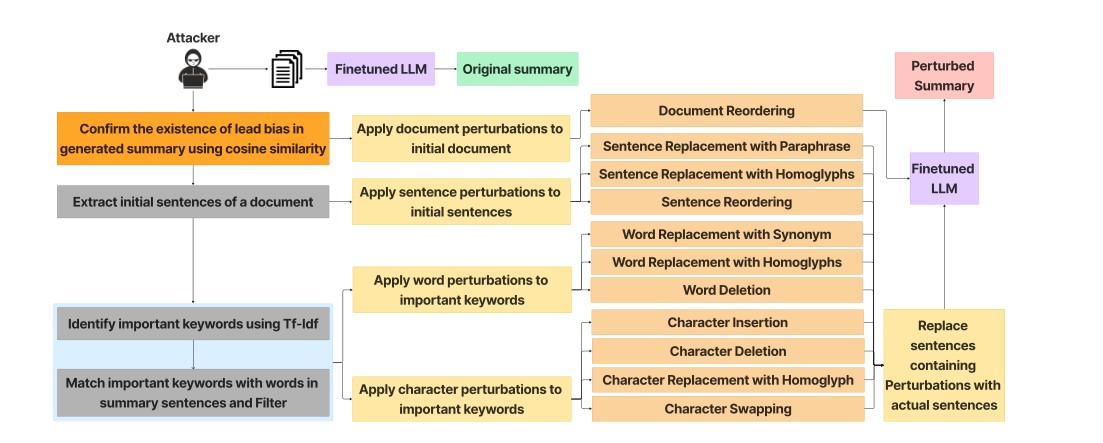 Attacker
Finetuned LLM
Original summary
Perturbed
Summary
Confirm the existence of lead bias in
generated summary using cosine similarity
Apply document perturbations to
initial document
Document Reordering
Sentence Replacement with Paraphrase
Sentence Replacement with Homoglyphs
Sentence Reordering
Finetuned
LLM
Extract initial sentences of a document
Apply sentence perturbations to
initial sentences
Word Replacement with Synonym
Word Replacement with Homoglyphs
Word Deletion
Apply word perturbations to
important keywords
Identify important keywords using Tf-Idf
Match important keywords with words in
summary sentences and Filter
Apply character perturbations to
important keywords
Character Insertion
Character Deletion
Character Replacement with Homoglyph
Character Swapping
Replace
sentences
containing
Perturbations with
actual sentences